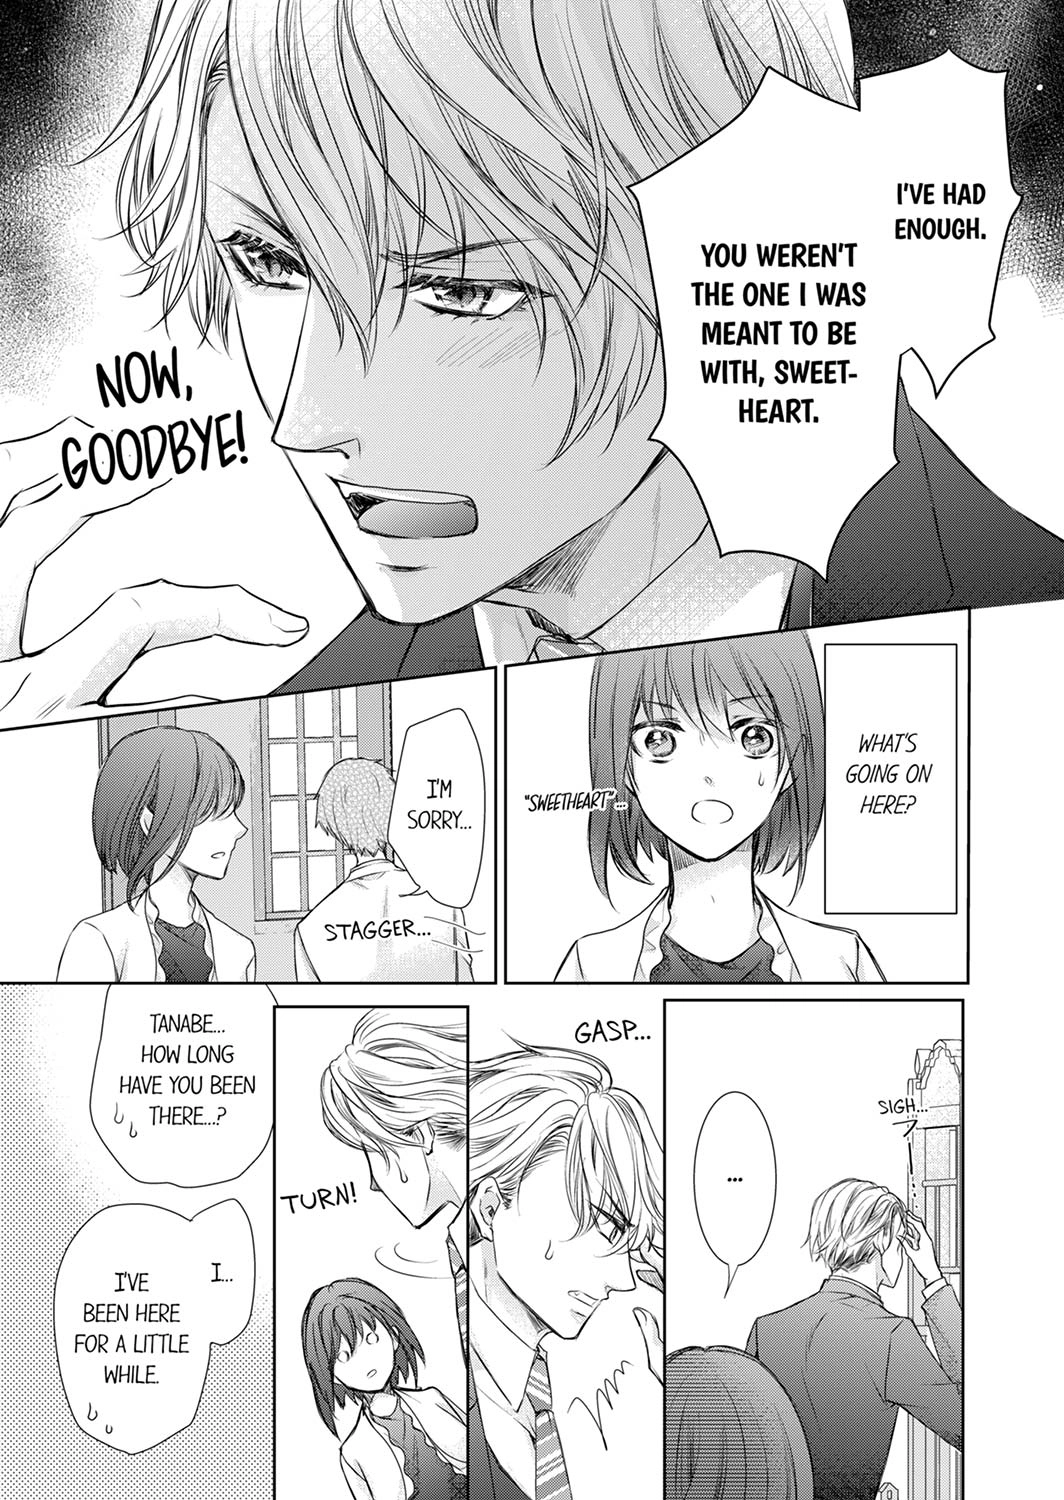 I'VE HAD
ENOUGH.
YOU WEREN'T
THE ONE I WAS
MEANT TO BE
WITH, SWEET-
HEART.
NOW,
GOODBYE!
WHAT'S
GOING ON
HERE?
"SWEETHEART"...
I'M
SORRY...
STAGGER...
SIGH...
...
GASP...
TURN!
TANABE...
HOW LONG
HAVE YOU BEEN
THERE...?
I...
I'VE
BEEN HERE
FOR A LITTLE
WHILE.